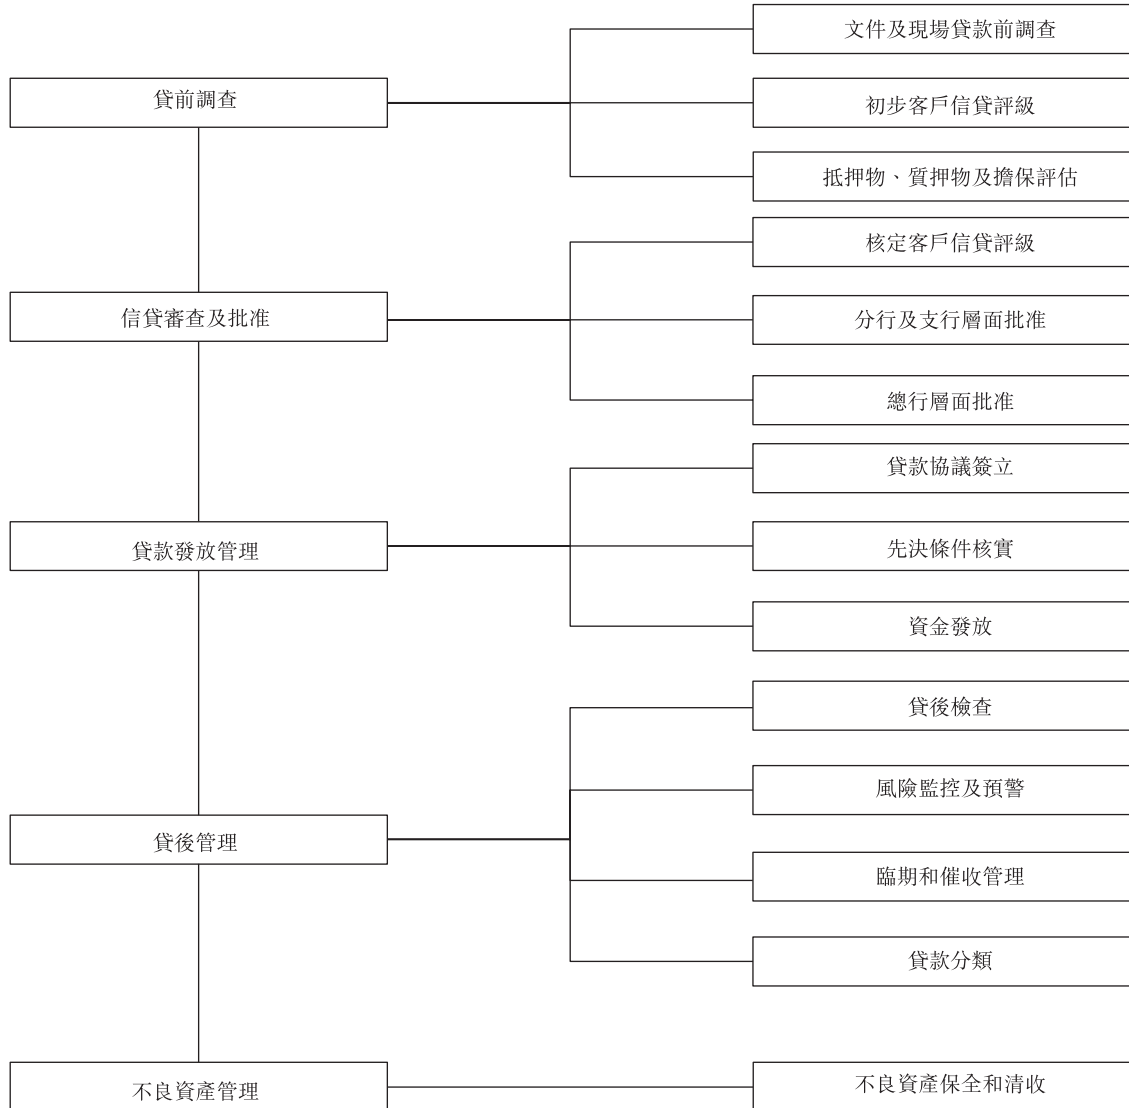 貸前調查
文件及現場貸款前調查
初步客戶信貸評級
抵押物、質押物及擔保評估
信貸審查及批准
核定客戶信貸評級
分行及支行層面批准
總行層面批准
貸款發放管理
貸款協議簽立
先決條件核實
資金發放
貸後管理
貸後檢查
風險監控及預警
臨期和催收管理
貸款分類
不良資產管理
不良資產保全和清收